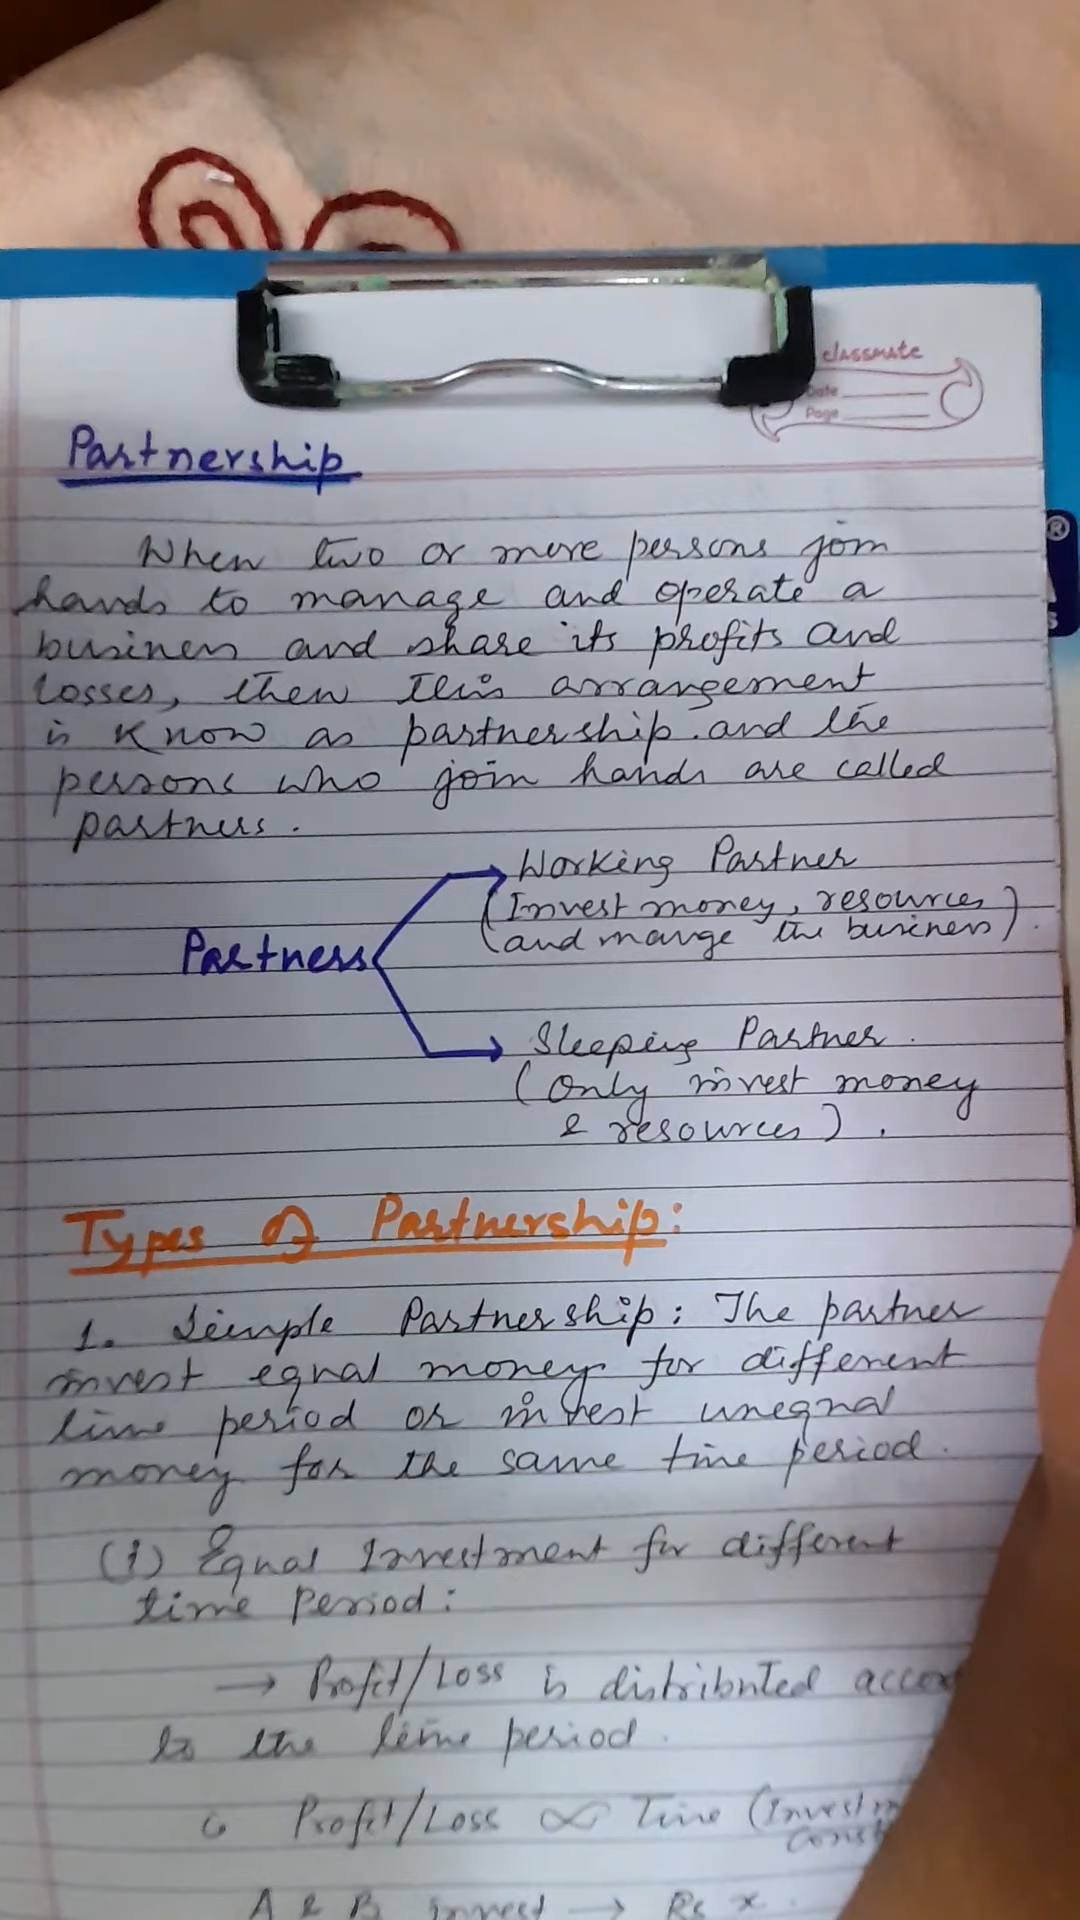 classmate
Date
Page
Partnership
When two or more persons join
hands to manage and operate a
business and share its profits and
losses, then this arrangement
is know as partnership. and the
persons who join hands are called
partners.
Working Partner
(Invest money, resources
and mange the business).
Partners
Sleeping Partner.
(Only invest money
& resources).
Types of Partnership:
1. Simple Partnership: The partner
invest equal money for different
time period or invest unequal
money for the same time period.
(i) Equal Investment for different
time Period:
→ Profit/Loss is distributed
to the time period.
Profit/Loss ∝ Time
A & B invest → Rs x.
®